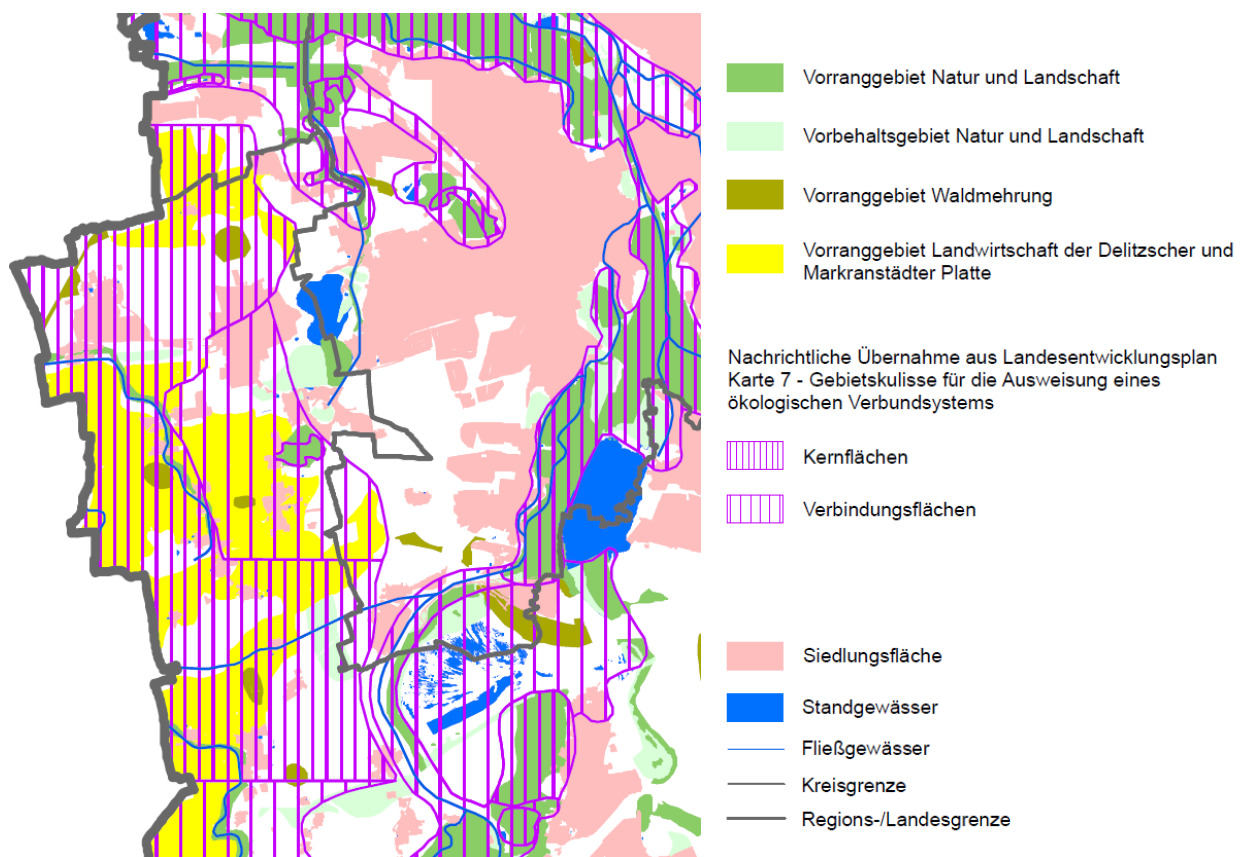 Vorranggebiet Natur und Landschaft
Vorbehaltsgebiet Natur und Landschaft
Vorranggebiet Waldmehrung
Vorranggebiet Landwirtschaft der Delitzscher und
Markranstädter Platte
Nachrichtliche Übernahme aus Landesentwicklungsplan
Karte 7 - Gebietskulisse für die Ausweisung eines
ökologischen Verbundsystems
Kernflächen
Verbindungsflächen
Siedlungsfläche
Standgewässer
Fließgewässer
Kreisgrenze
Regions-/Landesgrenze